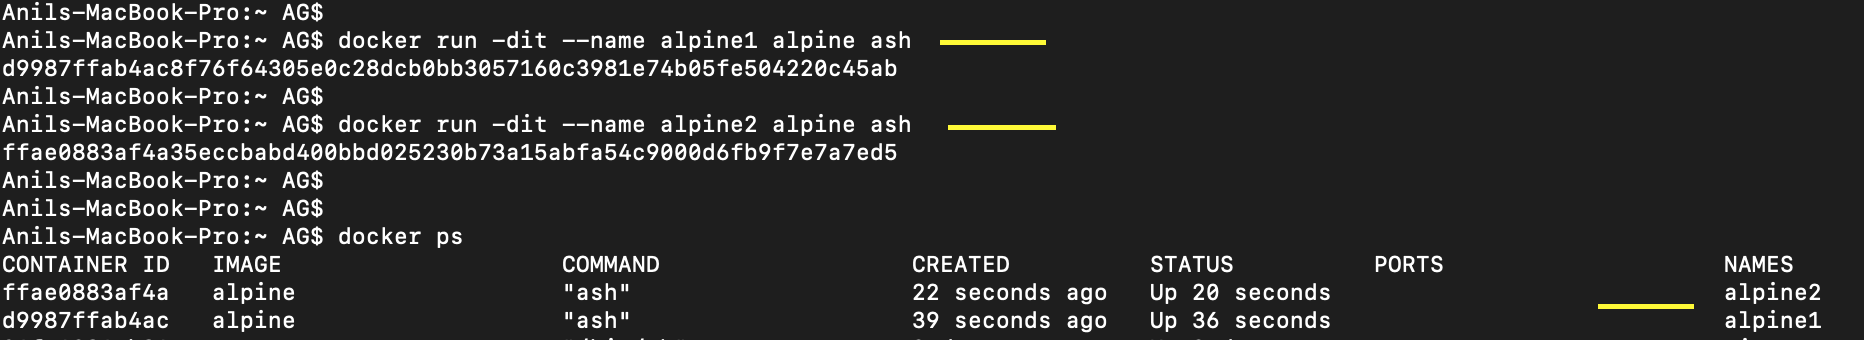 Anils-MacBook-Pro:~ AG$
Anils-MacBook-Pro:~ AG$ docker run -dit --name alpine1 alpine ash
d9987ffab4ac8f76f64305e0c28dcb0bb3057160c3981e74b05fe504220c45ab
Anils-MacBook-Pro:~ AG$
Anils-MacBook-Pro:~ AG$ docker run -dit --name alpine2 alpine ash
ffae0883af4a35eccbabd400bbd025230b73a15abfa54c9000d6fb9f7e7a7ed5
Anils-MacBook-Pro:~ AG$
Anils-MacBook-Pro:~ AG$
Anils-MacBook-Pro:~ AG$ docker ps
CONTAINER ID   IMAGE                    COMMAND                  CREATED          STATUS          PORTS                    NAMES
ffae0883af4a   alpine                   "ash"                    22 seconds ago   Up 20 seconds                            alpine2
d9987ffab4ac   alpine                   "ash"                    39 seconds ago   Up 36 seconds                            alpine1